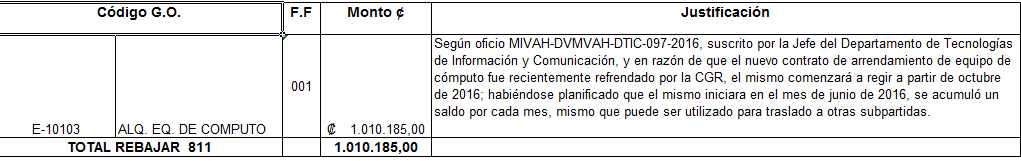 Código G.O. F.F Monto ¢ Justificación
Según oficio MIVAH-DVMVAH-DTIC-097-2016, suscrito por la Jefe del Departamento de Tecnologías
de Información y Comunicación, y en razón de que el nuevo contrato de arrendamiento de equipo de
cómputo fue recientemente refrendado por la CGR, el mismo comenzará a regir a partir de octubre
de 2016; habiéndose planificado que el mismo iniciara en el mes de junio de 2016, se acumuló un
saldo por cada mes, mismo que puede ser utilizado para traslado a otras subpartidas.
001
E-10103 ALQ. EQ. DE COMPUTO ₡ 1.010.185,00
TOTAL REBAJAR 811 1.010.185,00